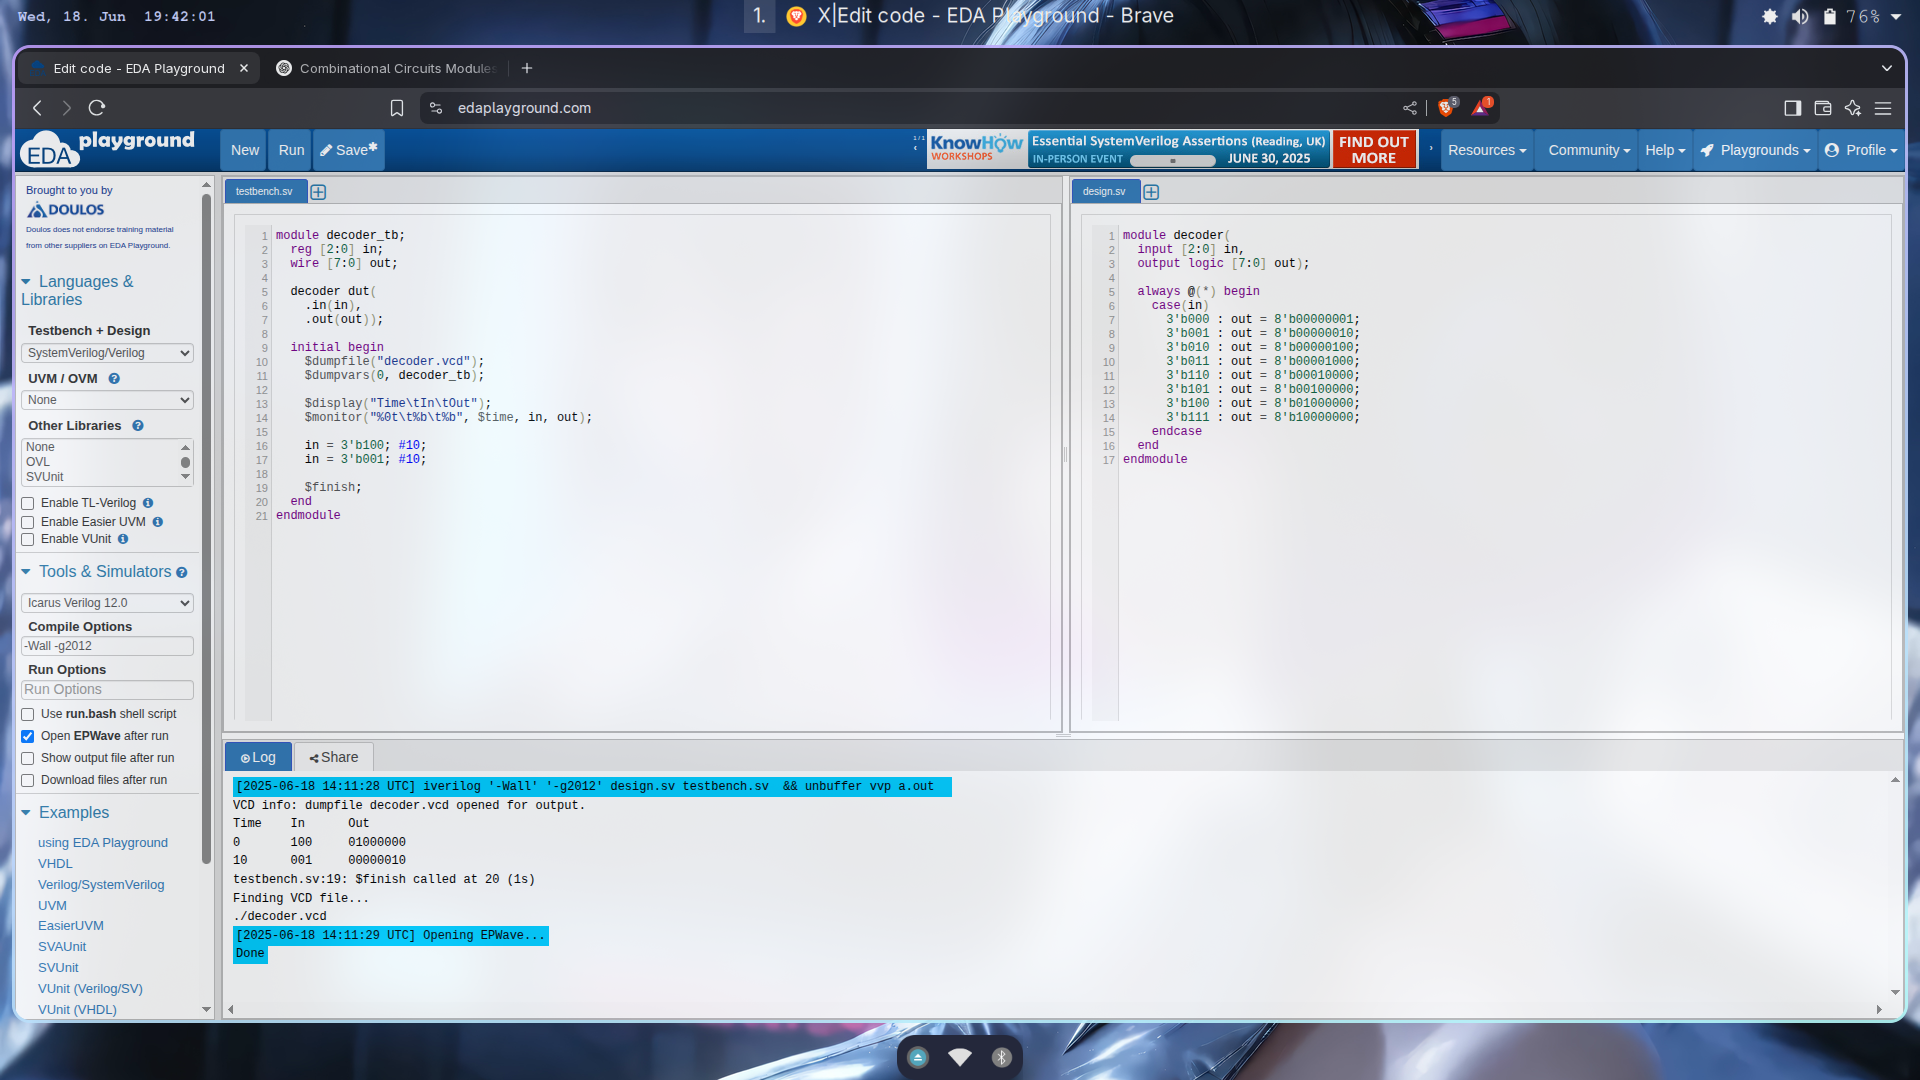 Wed, 18. Jun  19:42:01
1.
X|Edit code - EDA Playground - Brave
76%
Edit code - EDA Playground
Combinational Circuits Modules
edaplayground.com
5
1
EDA playground
New
Run
Save*
1 / 1
KnowHow WORKSHOPS
Essential SystemVerilog Assertions (Reading, UK)
IN-PERSON EVENT
JUNE 30, 2025
FIND OUT MORE
Resources
Community
Help
Playgrounds
Profile
Brought to you by
DOULOS
Doulos does not endorse training material
from other suppliers on EDA Playground.
Languages &
Libraries
Testbench + Design
SystemVerilog/Verilog
UVM / OVM
None
Other Libraries
None
OVL
SVUnit
Enable TL-Verilog
Enable Easier UVM
Enable VUnit
Tools & Simulators
Icarus Verilog 12.0
Compile Options
-Wall -g2012
Run Options
Run Options
Use run.bash shell script
Open EPWave after run
Show output file after run
Download files after run
Examples
using EDA Playground
VHDL
Verilog/SystemVerilog
UVM
EasierUVM
SVAUnit
SVUnit
VUnit (Verilog/SV)
VUnit (VHDL)
testbench.sv
1 module decoder_tb;
2   reg [2:0] in;
3   wire [7:0] out;
4
5   decoder dut(
6     .in(in),
7     .out(out));
8
9   initial begin
10     $dumpfile("decoder.vcd");
11     $dumpvars(0, decoder_tb);
12
13     $display("Time\tIn\tOut");
14     $monitor("%0t\t%b\t%b", $time, in, out);
15
16     in = 3'b100; #10;
17     in = 3'b001; #10;
18
19     $finish;
20   end
21 endmodule
design.sv
1 module decoder(
2   input [2:0] in,
3   output logic [7:0] out);
4
5   always @(*) begin
6     case(in)
7       3'b000 : out = 8'b00000001;
8       3'b001 : out = 8'b00000010;
9       3'b010 : out = 8'b00000100;
10       3'b011 : out = 8'b00001000;
11       3'b110 : out = 8'b00010000;
12       3'b101 : out = 8'b00100000;
13       3'b100 : out = 8'b01000000;
14       3'b111 : out = 8'b10000000;
15     endcase
16   end
17 endmodule
Log
Share
[2025-06-18 14:11:28 UTC] iverilog '-Wall' '-g2012' design.sv testbench.sv  && unbuffer vvp a.out
VCD info: dumpfile decoder.vcd opened for output.
Time    In      Out
0       100     01000000
10      001     00000010
testbench.sv:19: $finish called at 20 (1s)
Finding VCD file...
./decoder.vcd
[2025-06-18 14:11:29 UTC] Opening EPWave...
Done